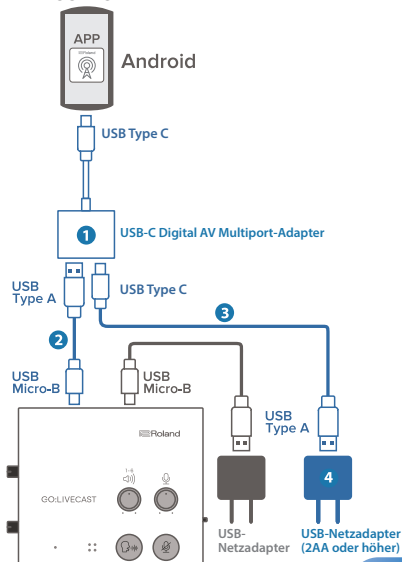 APP
Roland
Android
USB Type C
1
USB-C Digital AV Multiport-Adapter
USB
Type A
USB Type C
3
2
USB
Micro-B
USB
Micro-B
USB
Type A
Roland
GO:LIVECAST
4
USB-
Netzadapter
USB-Netzadapter
(2AA oder höher)